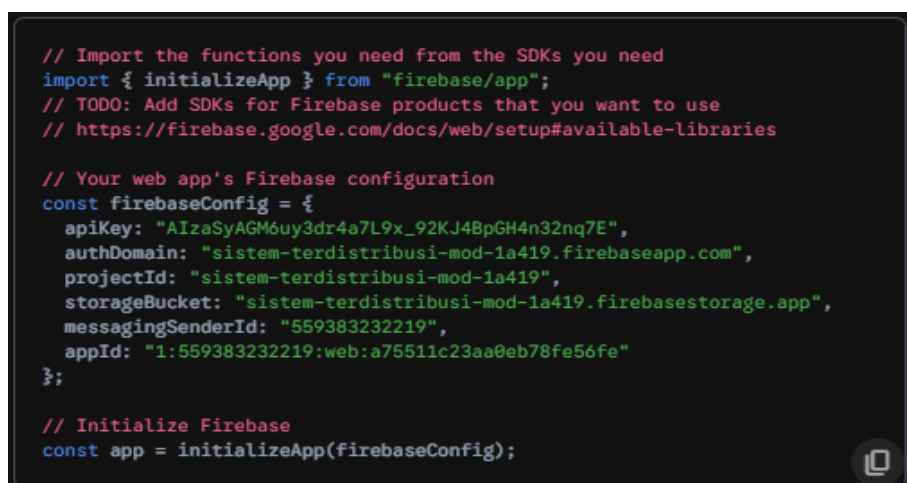 // Import the functions you need from the SDKs you need
import { initializeApp } from "firebase/app";
// TODO: Add SDKs for Firebase products that you want to use
// https://firebase.google.com/docs/web/setup#available-libraries
// Your web app's Firebase configuration
const firebaseConfig = {
apiKey: "AIzaSyAGM6uy3dr4a7L9x_92KJ4BpGH4n32nq7E",
authDomain: "sistem-terdistribusi-mod-1a419.firebaseapp.com",
projectId: "sistem-terdistribusi-mod-1a419",
storageBucket: "sistem-terdistribusi-mod-1a419.firebasestorage.app",
messagingSenderId: "559383232219",
appId: "1:559383232219:web:a75511c23aa0eb78fe56fe"
};
// Initialize Firebase
const app = initializeApp(firebaseConfig);